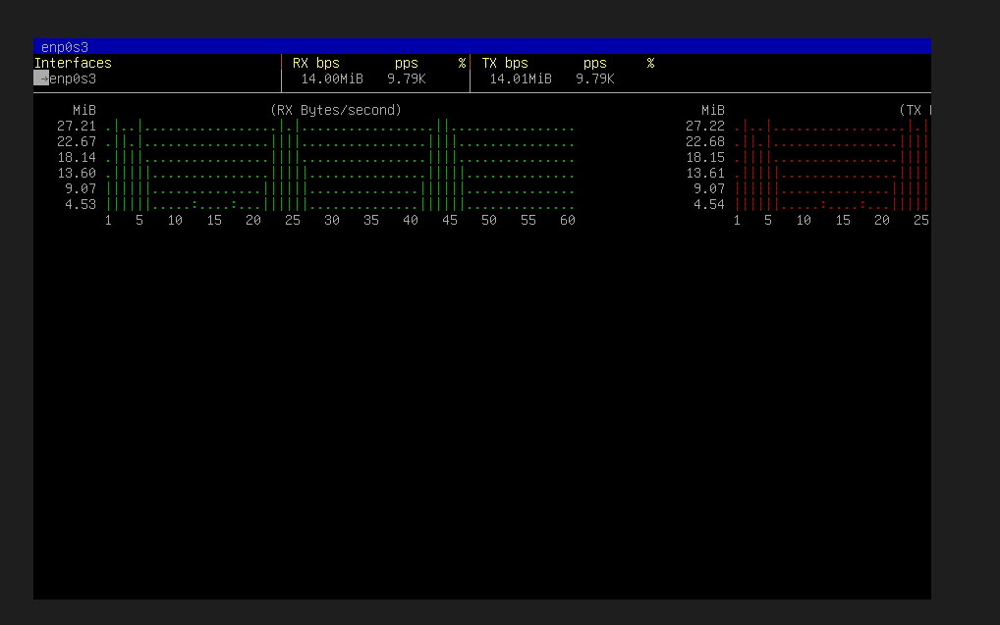 enp0s3
Interfaces RX bps pps % TX bps pps %
→enp0s3 14.00MiB 9.79K 14.01MiB 9.79K
MiB (RX Bytes/second) MiB (TX
27.21 27.22
22.67 22.68
18.14 18.15
13.60 13.61
9.07 9.07
4.53 4.54
1 5 10 15 20 25 30 35 40 45 50 55 60 1 5 10 15 20 25